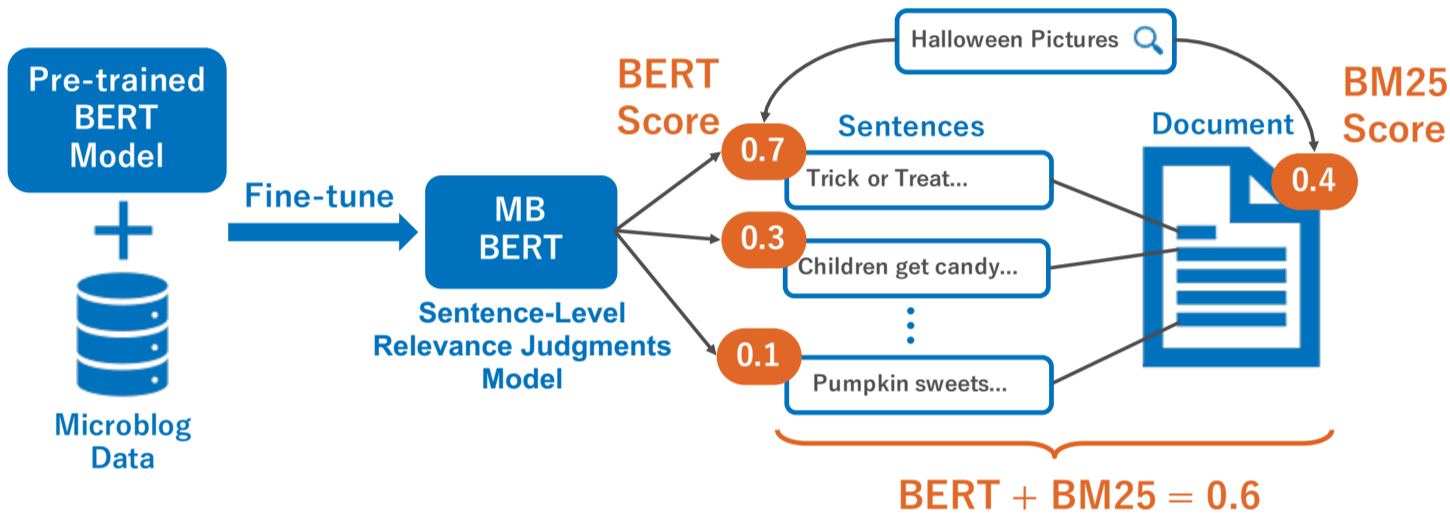 Pre-trained
BERT
Model
Microblog
Data
Fine-tune
MB
BERT
Sentence-Level
Relevance Judgments
Model
BERT
Score
Halloween Pictures
BM25
Score
Sentences
Document
0.7
Trick or Treat...
0.4
0.3
Children get candy...
0.1
Pumpkin sweets...
BERT + BM25 = 0.6